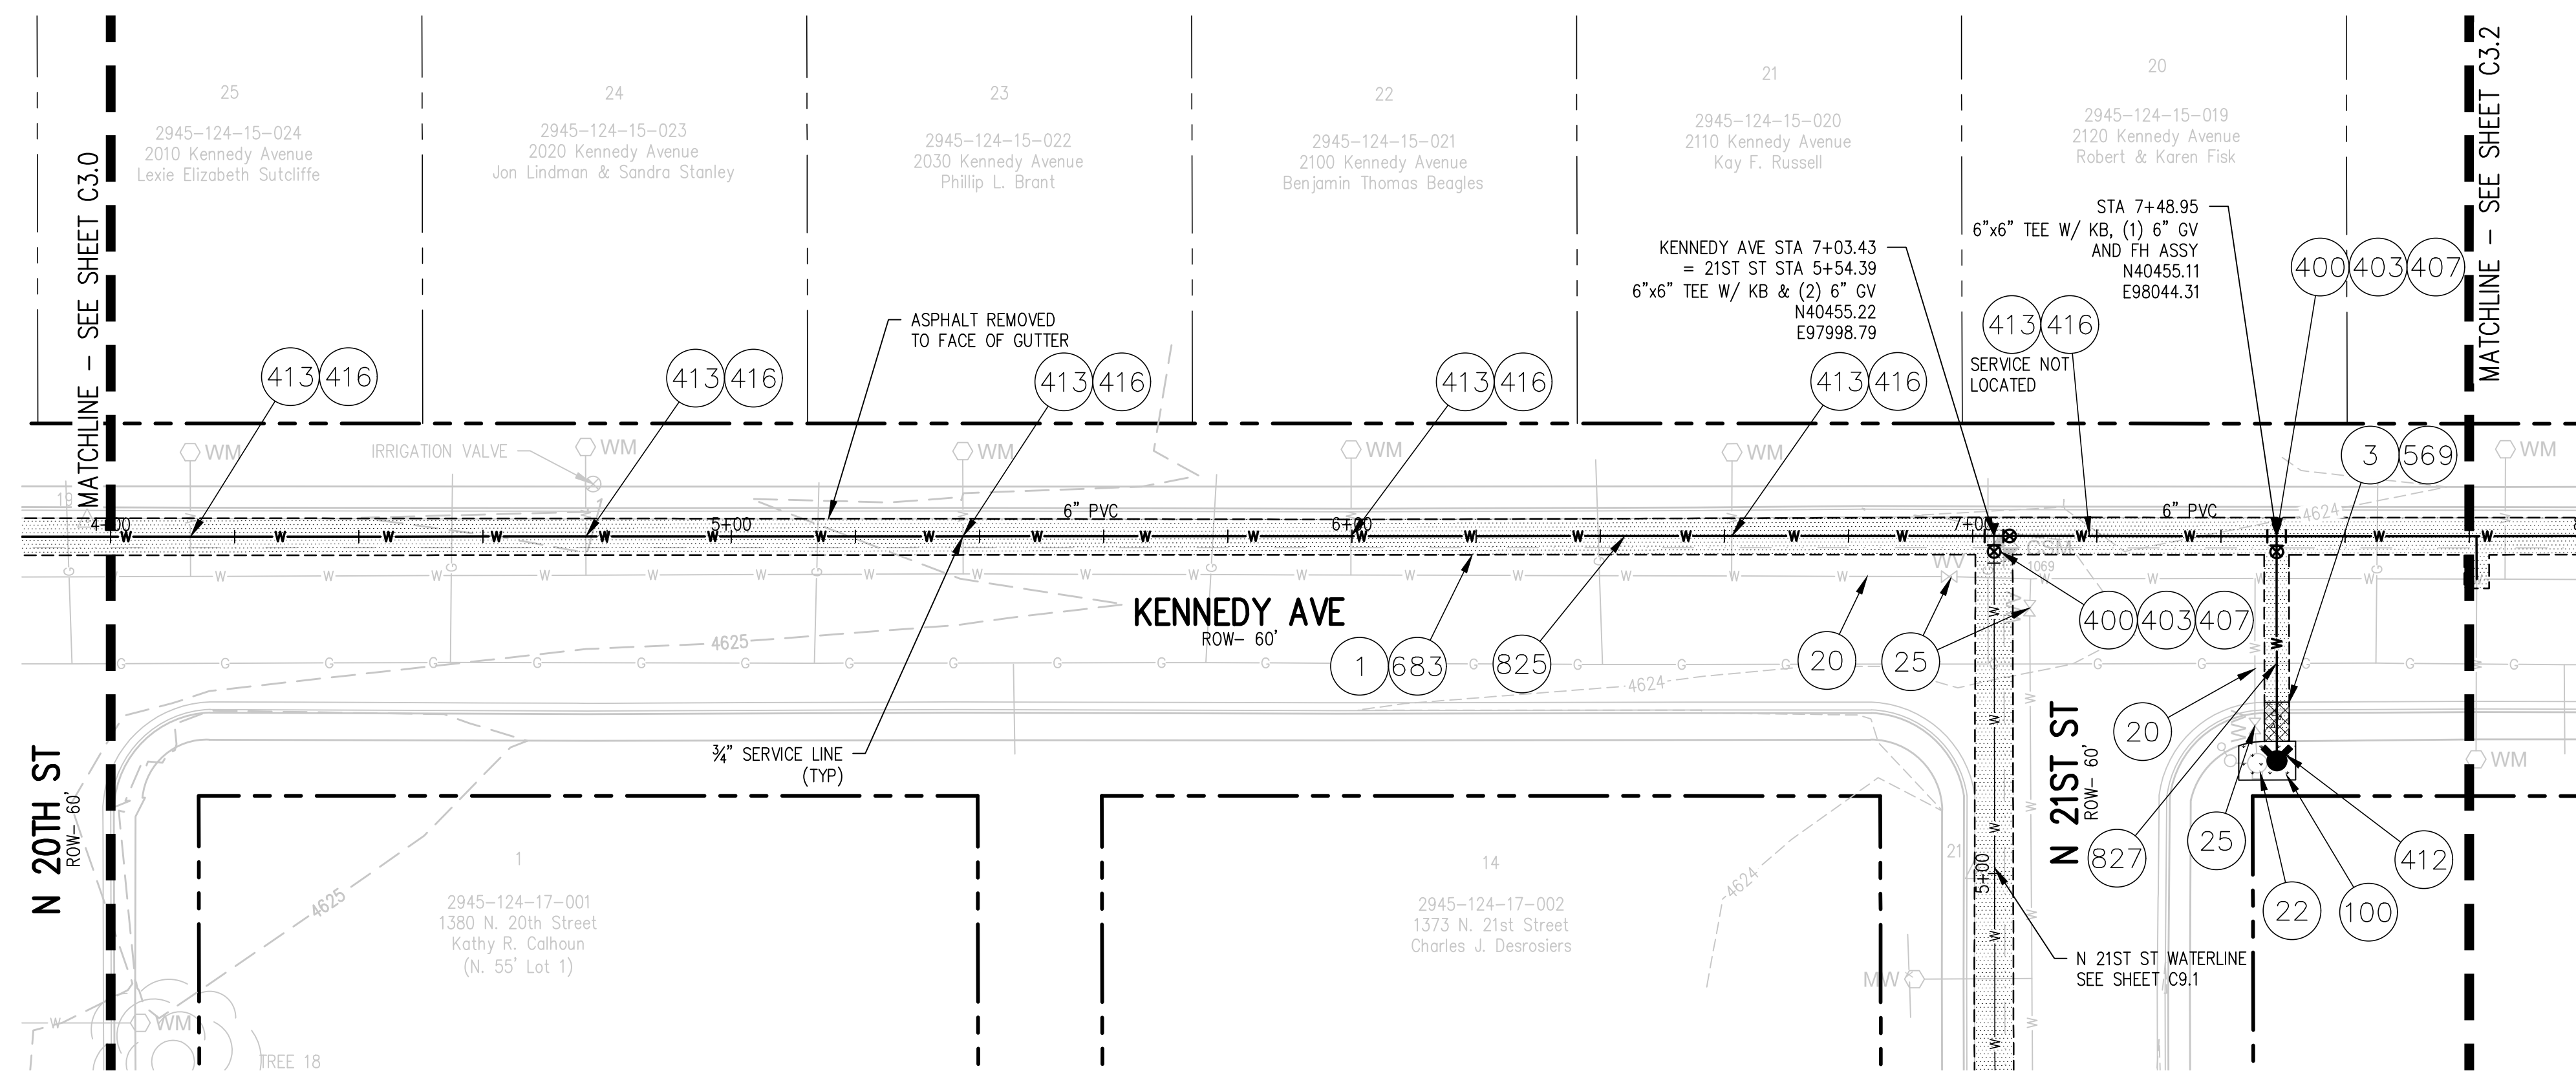 MATCHLINE - SEE SHEET C3.0
25
2945-124-15-024
2010 Kennedy Avenue
Lexie Elizabeth Sutcliffe
24
2945-124-15-023
2020 Kennedy Avenue
Jon Lindman & Sandra Stanley
23
2945-124-15-022
2030 Kennedy Avenue
Phillip L. Brant
22
2945-124-15-021
2100 Kennedy Avenue
Benjamin Thomas Beagles
21
2945-124-15-020
2110 Kennedy Avenue
Kay F. Russell
20
2945-124-15-019
2120 Kennedy Avenue
Robert & Karen Fisk
MATCHLINE - SEE SHEET C3.2
STA 7+48.95
6"x6" TEE W/ KB, (1) 6" GV
AND FH ASSY
N40455.11
E98044.31
KENNEDY AVE STA 7+03.43
= 21ST ST STA 5+54.39
6"x6" TEE W/ KB & (2) 6" GV
N40455.22
E97998.79
400 403 407
413 416
SERVICE NOT
LOCATED
ASPHALT REMOVED
TO FACE OF GUTTER
413 416
413 416
413 416
413 416
413 416
3 569
WM
IRRIGATION VALVE
WM
WM
WM
WM
WM
4+00
5+00
6" PVC
6+00
7+00
6" PVC
4624
WV
1069
KENNEDY AVE
ROW- 60'
4625
1 683
825
20
25
400 403 407
4624
3/4" SERVICE LINE
(TYP)
N 20TH ST
ROW- 60'
N 21ST ST
ROW- 60'
20
WM
827
25
412
22
100
1
2945-124-17-001
1380 N. 20th Street
Kathy R. Calhoun
(N. 55' Lot 1)
4625
14
2945-124-17-002
1373 N. 21st Street
Charles J. Desrosiers
4624
21
5+00
N 21ST ST WATERLINE
SEE SHEET C9.1
WM
WM
TREE 18